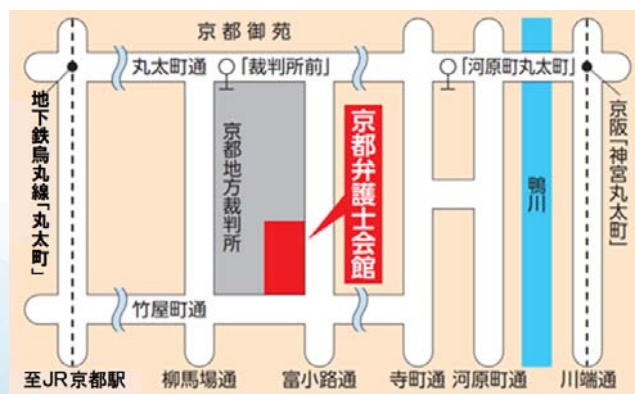 京都御苑
丸太町通
「裁判所前」
「河原町丸太町」
地下鉄烏丸線「丸太町」
京都地方裁判所
京都弁護士会館
鴨川
京阪「神宮丸太町」
竹屋町通
至JR京都駅
柳馬場通
富小路通
寺町通
河原町通
川端通